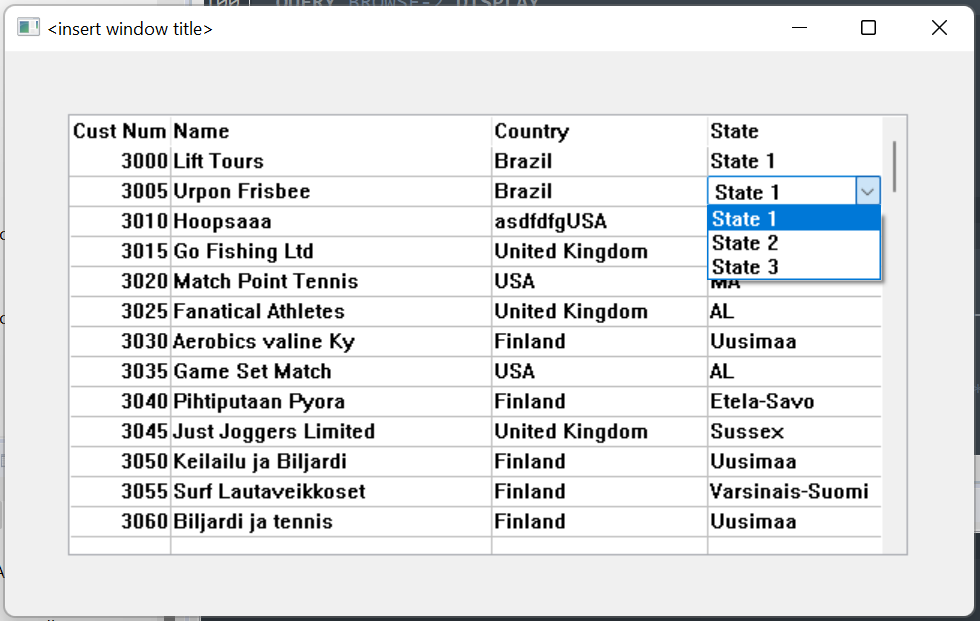 QUERY BROWSE-2 DISPLAY
<insert window title>
Cust Num Name Country State
3000 Lift Tours Brazil State 1
3005 Urpon Frisbee Brazil State 1
State 1
3010 Hoopsaaa asdfdfgUSA
State 2
3015 Go Fishing Ltd United Kingdom
State 3
3020 Match Point Tennis USA MA
3025 Fanatical Athletes United Kingdom AL
3030 Aerobics valine Ky Finland Uusimaa
3035 Game Set Match USA AL
3040 Pihtiputaan Pyora Finland Etela-Savo
3045 Just Joggers Limited United Kingdom Sussex
3050 Keilailu ja Biljardi Finland Uusimaa
3055 Surf Lautaveikkoset Finland Varsinais-Suomi
3060 Biljardi ja tennis Finland Uusimaa